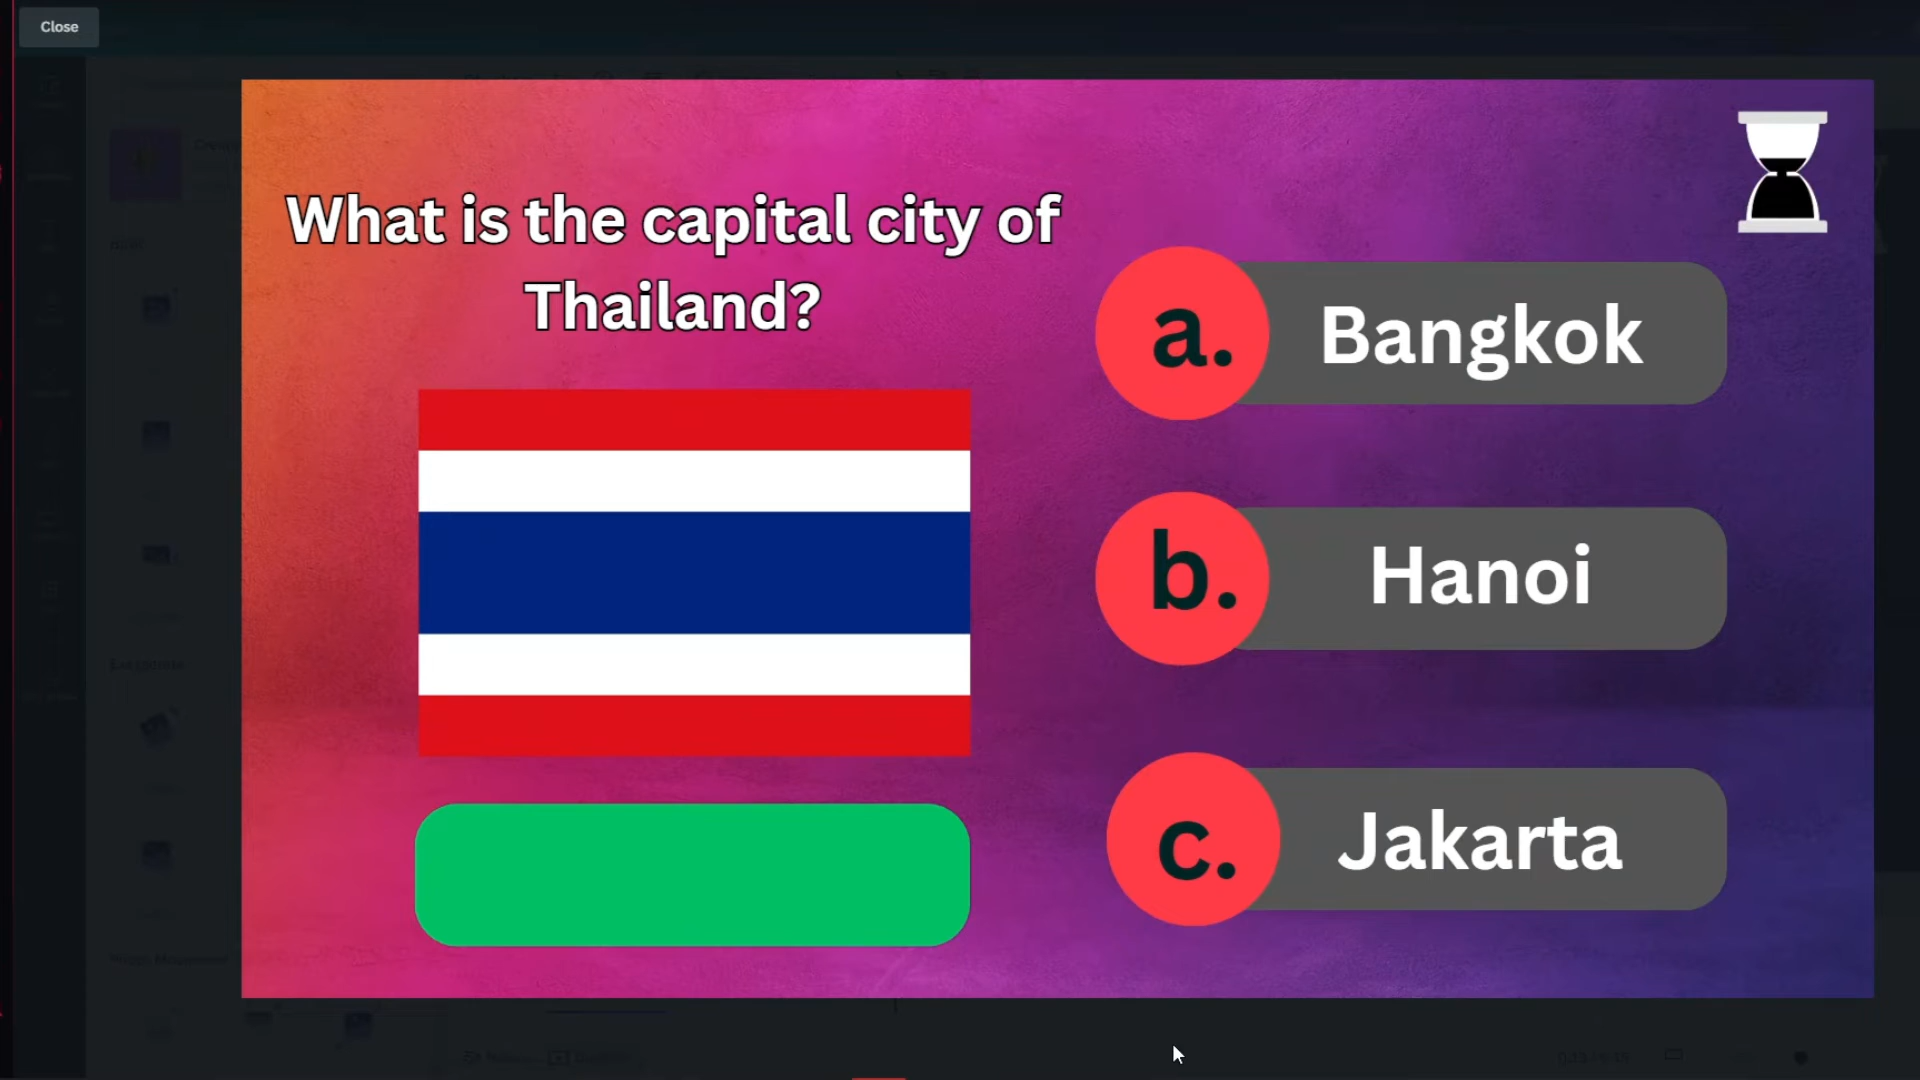 Close
What is the capital city of
Thailand?
a. Bangkok
b. Hanoi
c. Jakarta